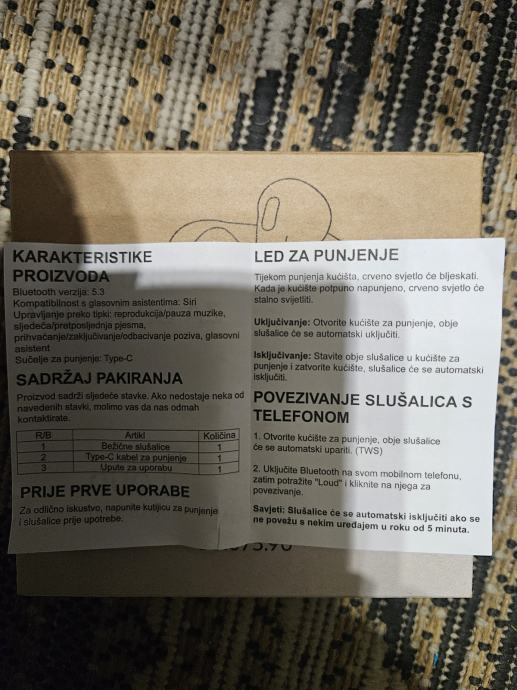 KARAKTERISTIKE
PROIZVODA
Bluetooth verzija: 5.3
Kompatibilnost s glasovnim asistentima: Siri
Upravljanje preko tipki: reprodukcija/pauza muzike,
sljedeća/pretposljednja pjesma,
prihvaćanje/zaključivanje/odbacivanje poziva, glasovni
asistent
Sučelje za punjenje: Type-C
SADRŽAJ PAKIRANJA
Proizvod sadrži sljedeće stavke. Ako nedostaje neka od
navedenih stavki, molimo vas da nas odmah
kontaktirate.
R/B Artikl Količina
1 Bežične slušalice 1
2 Type-C kabel za punjenje 1
3 Upute za uporabu 1
PRIJE PRVE UPORABE
Za odlično iskustvo, napunite kutijicu za punjenje
i slušalice prije upotrebe.
LED ZA PUNJENJE
Tijekom punjenja kućišta, crveno svjetlo će bljeskati.
Kada je kućište potpuno napunjeno, crveno svjetlo će
stalno svijetliti.
Uključivanje: Otvorite kućište za punjenje, obje
slušalice će se automatski uključiti.
Isključivanje: Stavite obje slušalice u kućište za
punjenje i zatvorite kućište, slušalice će se automatski
isključiti.
POVEZIVANJE SLUŠALICA S
TELEFONOM
1. Otvorite kućište za punjenje, obje slušalice
će se automatski upariti. (TWS)
2. Uključite Bluetooth na svom mobilnom telefonu,
zatim potražite "Loud" i kliknite na njega za
povezivanje.
Savjeti: Slušalice će se automatski isključiti ako se
ne povežu s nekim uređajem u roku od 5 minuta.